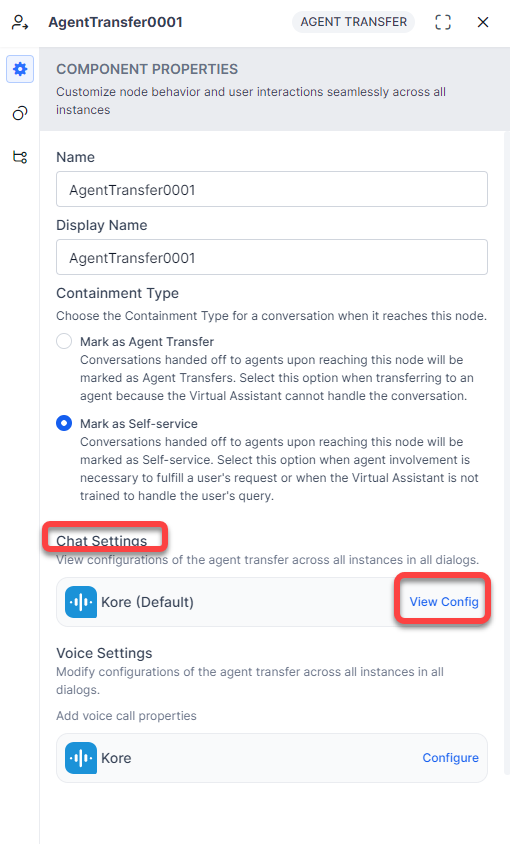 AgentTransfer0001
AGENT TRANSFER
COMPONENT PROPERTIES
Customize node behavior and user interactions seamlessly across all
instances
Name
AgentTransfer0001
Display Name
AgentTransfer0001
Containment Type
Choose the Containment Type for a conversation when it reaches this node.
Mark as Agent Transfer
Conversations handed off to agents upon reaching this node will be
marked as Agent Transfers. Select this option when transferring to an
agent because the Virtual Assistant cannot handle the conversation.
Mark as Self-service
Conversations handed off to agents upon reaching this node will be
marked as Self-service. Select this option when agent involvement is
necessary to fulfill a user's request or when the Virtual Assistant is not
trained to handle the user's query.
Chat Settings
View configurations of the agent transfer across all instances in all dialogs.
Kore (Default)
View Config
Voice Settings
Modify configurations of the agent transfer across all instances in all
dialogs.
Add voice call properties
Kore
Configure